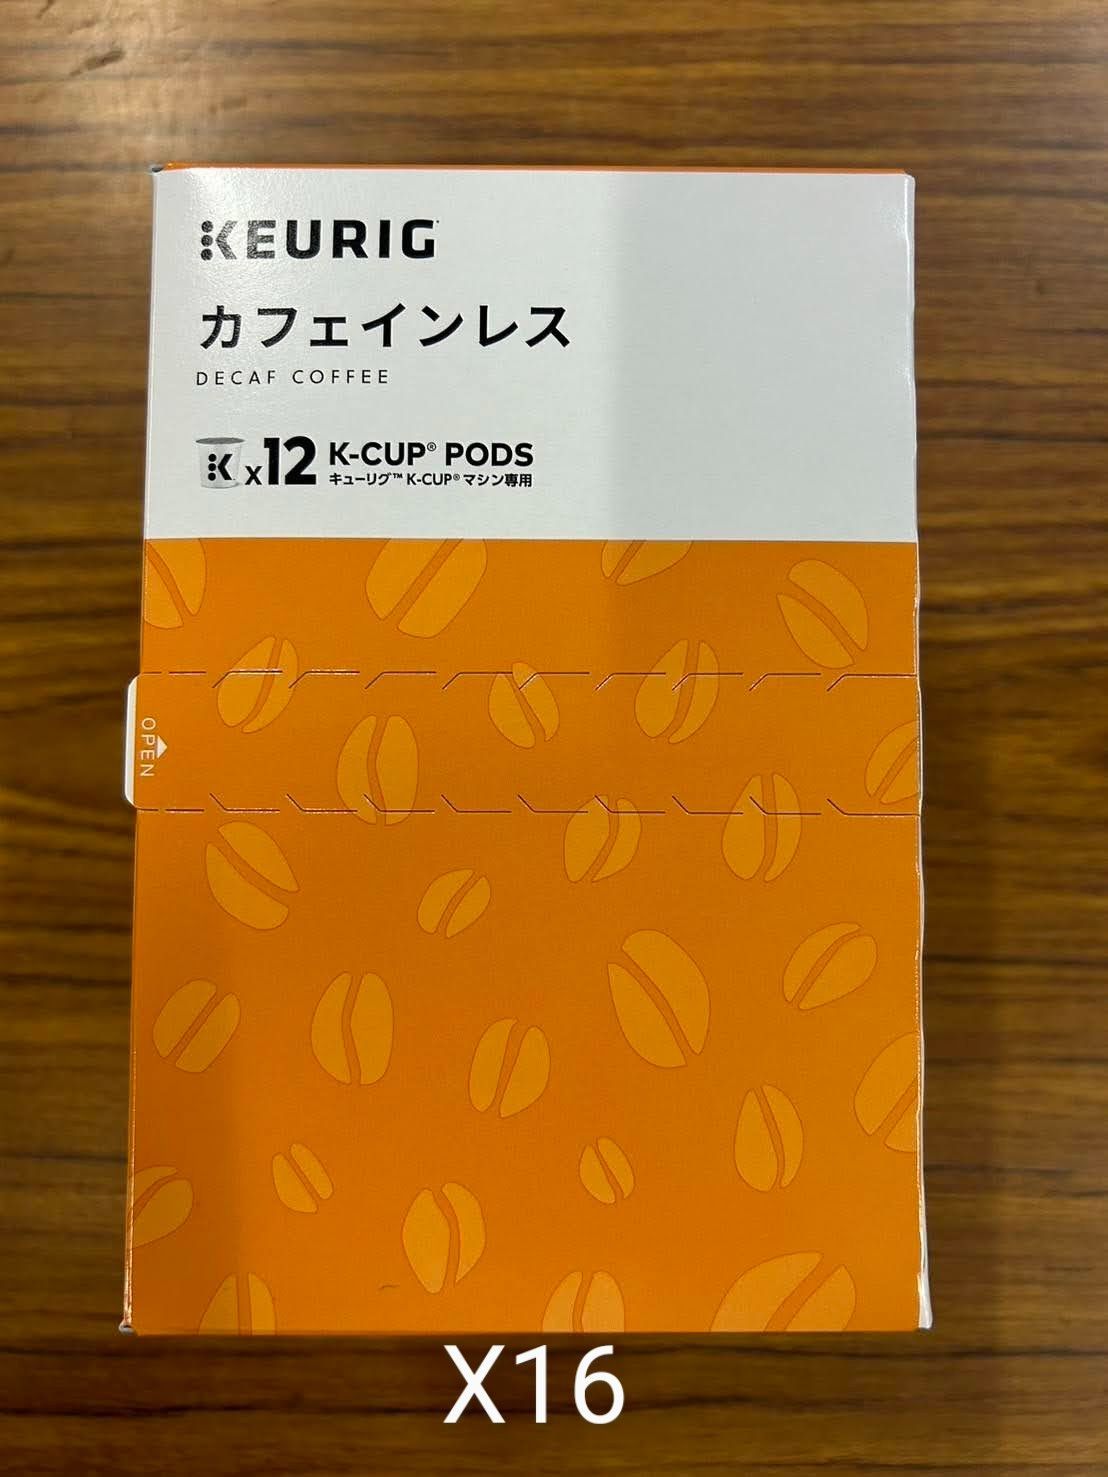 KEURIG
カフェインレス
DECAF COFFEE
K x12 K-CUP® PODS
キューリグ™ K-CUP® マシン専用
OPEN
X16